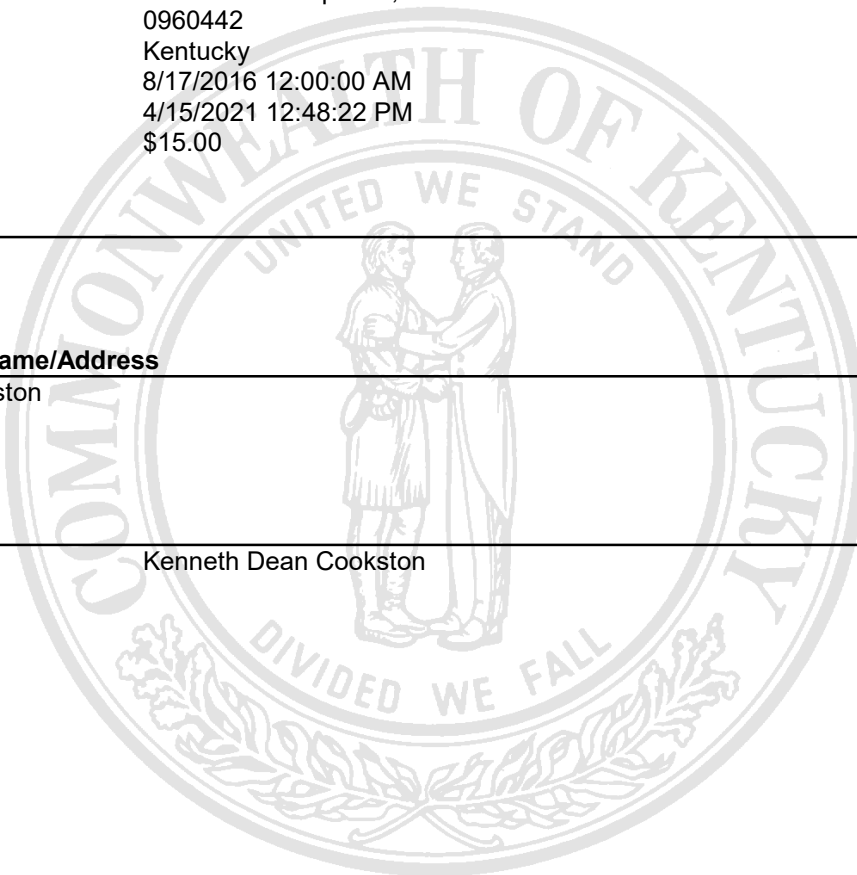 0960442
Kentucky
8/17/2016 12:00:00 AM
4/15/2021 12:48:22 PM
$15.00
COMMONWEALTH OF KENTUCKY
UNITED WE STAND
ame/Address
ston
Kenneth Dean Cookston
DIVIDED WE FALL